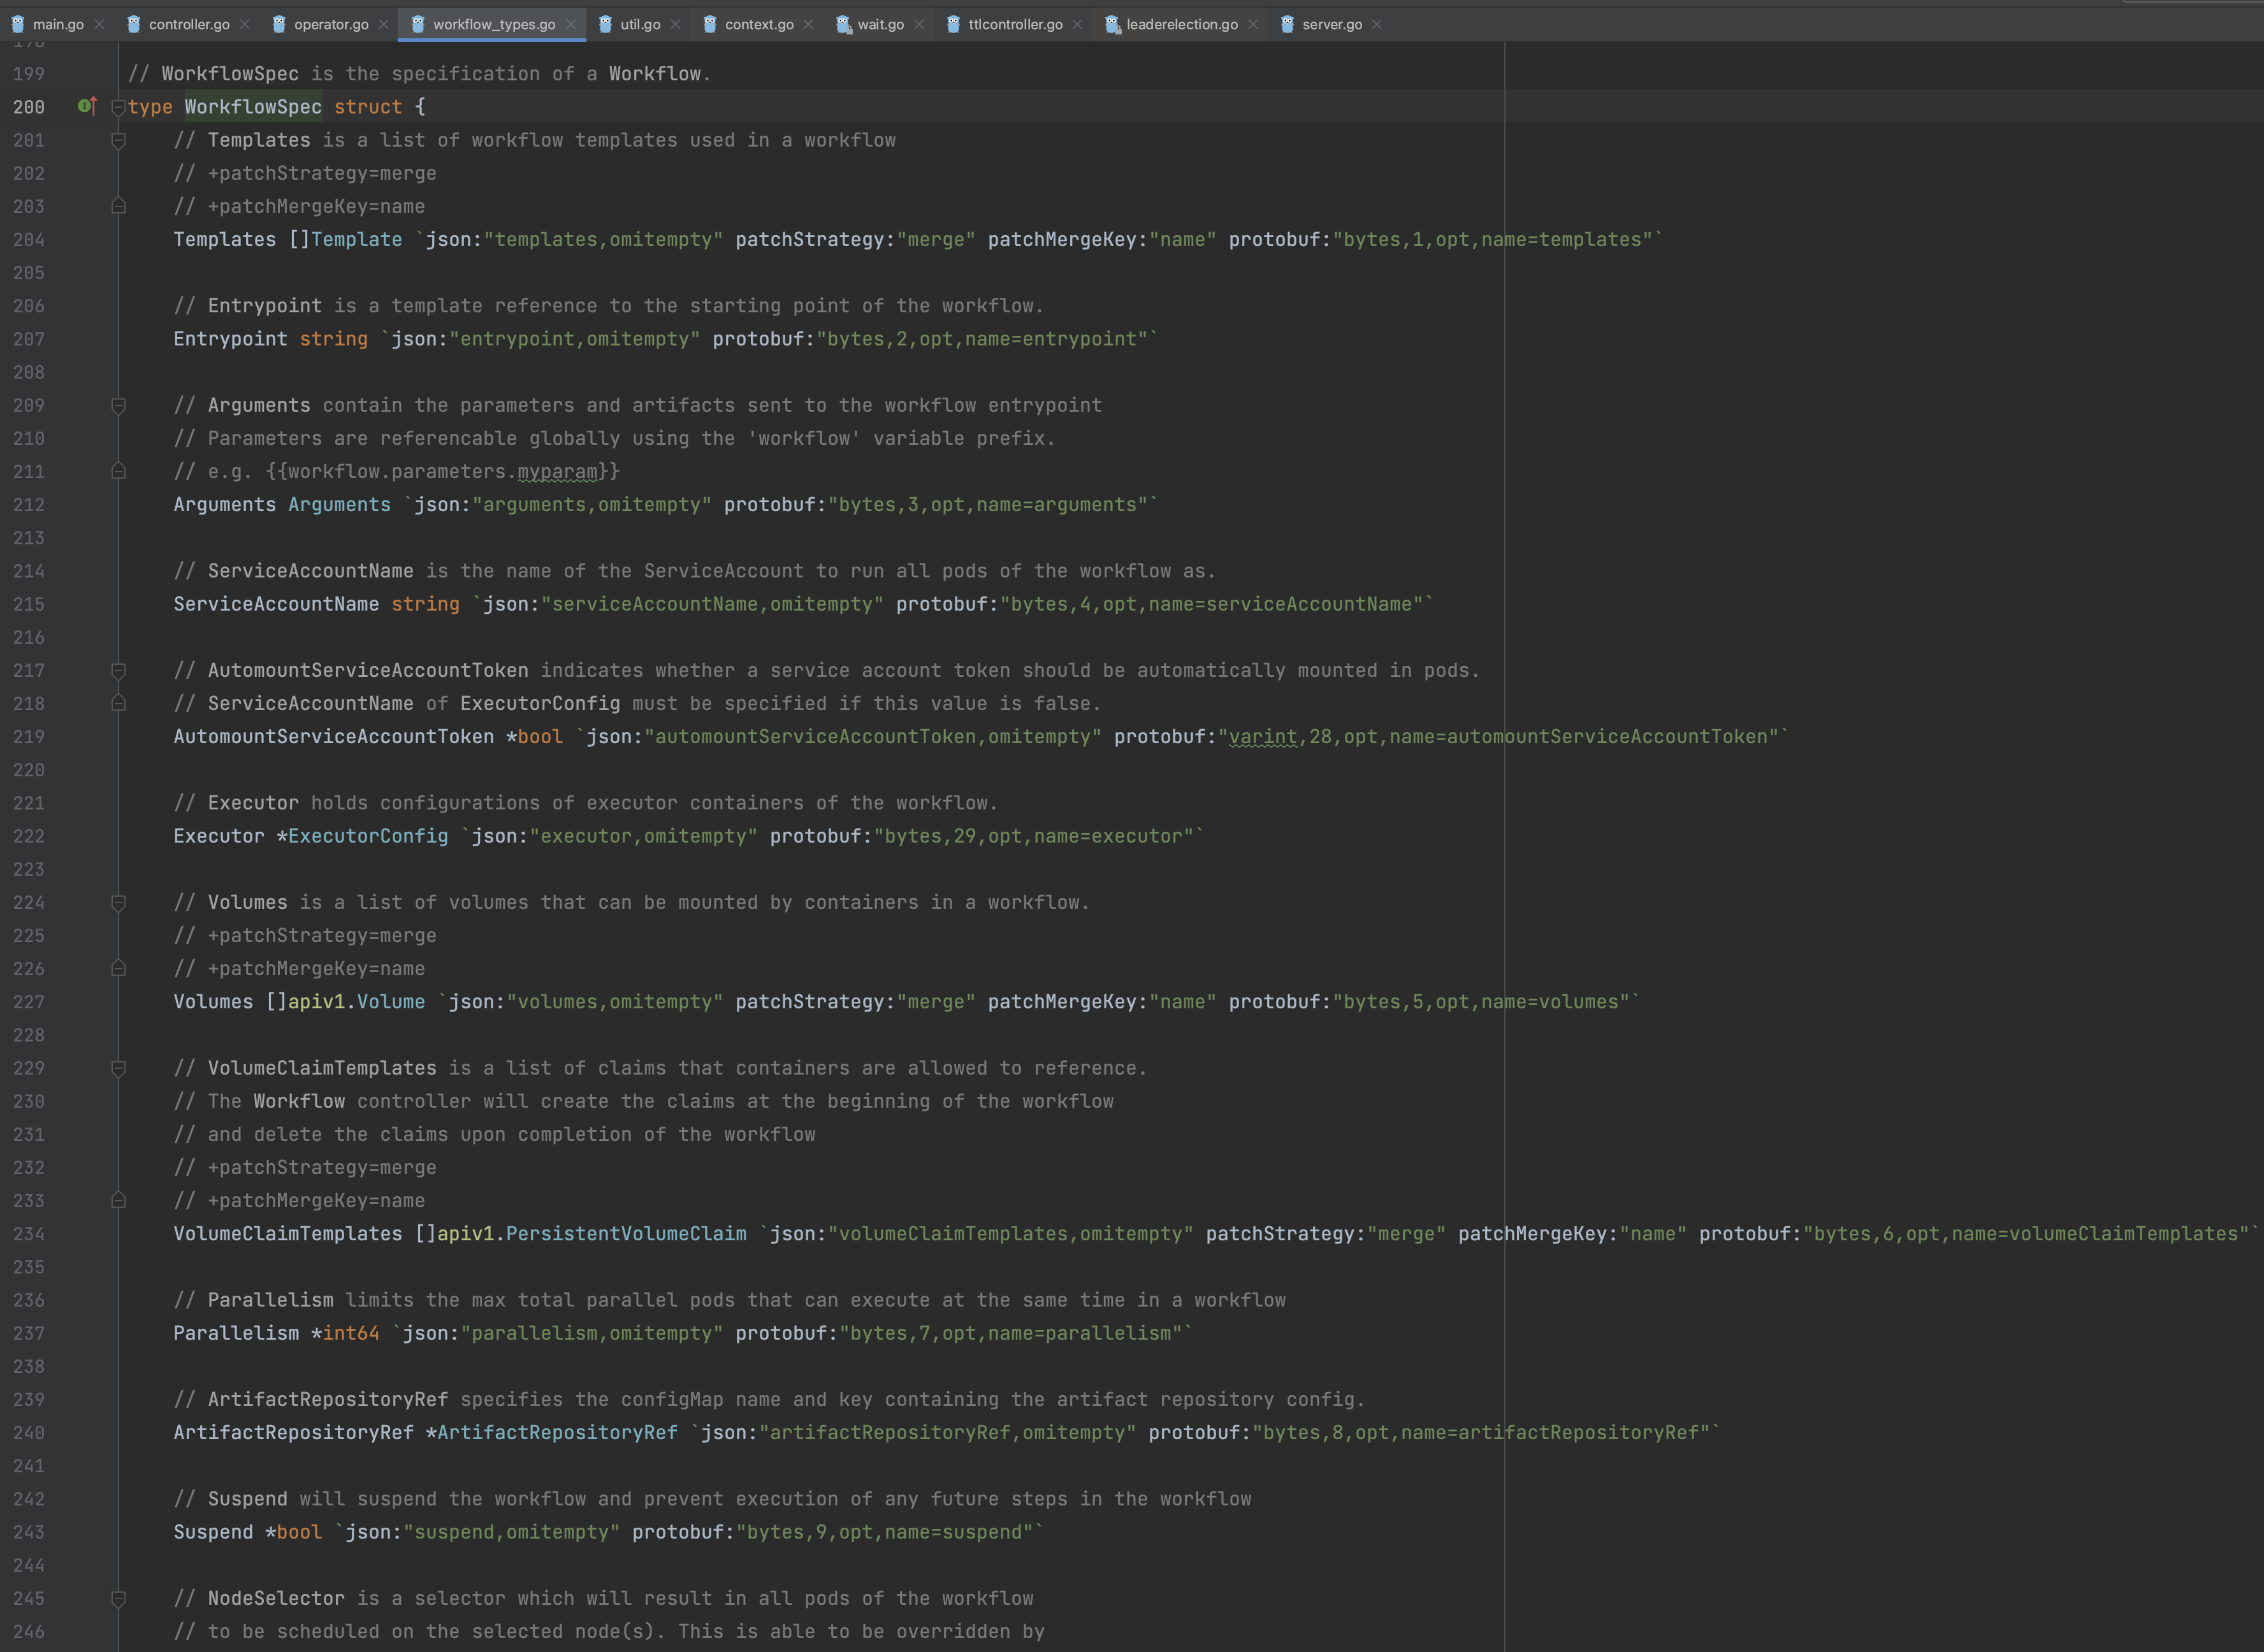 main.go controller.go operator.go workflow_types.go util.go context.go wait.go ttlcontroller.go leaderelection.go server.go
198
199 // WorkflowSpec is the specification of a Workflow.
200 type WorkflowSpec struct {
201 // Templates is a list of workflow templates used in a workflow
202 // +patchStrategy=merge
203 // +patchMergeKey=name
204 Templates []Template `json:"templates,omitempty" patchStrategy:"merge" patchMergeKey:"name" protobuf:"bytes,1,opt,name=templates"`
205
206 // Entrypoint is a template reference to the starting point of the workflow.
207 Entrypoint string `json:"entrypoint,omitempty" protobuf:"bytes,2,opt,name=entrypoint"`
208
209 // Arguments contain the parameters and artifacts sent to the workflow entrypoint
210 // Parameters are referencable globally using the 'workflow' variable prefix.
211 // e.g. {{workflow.parameters.myparam}}
212 Arguments Arguments `json:"arguments,omitempty" protobuf:"bytes,3,opt,name=arguments"`
213
214 // ServiceAccountName is the name of the ServiceAccount to run all pods of the workflow as.
215 ServiceAccountName string `json:"serviceAccountName,omitempty" protobuf:"bytes,4,opt,name=serviceAccountName"`
216
217 // AutomountServiceAccountToken indicates whether a service account token should be automatically mounted in pods.
218 // ServiceAccountName of ExecutorConfig must be specified if this value is false.
219 AutomountServiceAccountToken *bool `json:"automountServiceAccountToken,omitempty" protobuf:"varint,28,opt,name=automountServiceAccountToken"`
220
221 // Executor holds configurations of executor containers of the workflow.
222 Executor *ExecutorConfig `json:"executor,omitempty" protobuf:"bytes,29,opt,name=executor"`
223
224 // Volumes is a list of volumes that can be mounted by containers in a workflow.
225 // +patchStrategy=merge
226 // +patchMergeKey=name
227 Volumes []apiv1.Volume `json:"volumes,omitempty" patchStrategy:"merge" patchMergeKey:"name" protobuf:"bytes,5,opt,name=volumes"`
228
229 // VolumeClaimTemplates is a list of claims that containers are allowed to reference.
230 // The Workflow controller will create the claims at the beginning of the workflow
231 // and delete the claims upon completion of the workflow
232 // +patchStrategy=merge
233 // +patchMergeKey=name
234 VolumeClaimTemplates []apiv1.PersistentVolumeClaim `json:"volumeClaimTemplates,omitempty" patchStrategy:"merge" patchMergeKey:"name" protobuf:"bytes,6,opt,name=volumeClaimTemplates"`
235
236 // Parallelism limits the max total parallel pods that can execute at the same time in a workflow
237 Parallelism *int64 `json:"parallelism,omitempty" protobuf:"bytes,7,opt,name=parallelism"`
238
239 // ArtifactRepositoryRef specifies the configMap name and key containing the artifact repository config.
240 ArtifactRepositoryRef *ArtifactRepositoryRef `json:"artifactRepositoryRef,omitempty" protobuf:"bytes,8,opt,name=artifactRepositoryRef"`
241
242 // Suspend will suspend the workflow and prevent execution of any future steps in the workflow
243 Suspend *bool `json:"suspend,omitempty" protobuf:"bytes,9,opt,name=suspend"`
244
245 // NodeSelector is a selector which will result in all pods of the workflow
246 // to be scheduled on the selected node(s). This is able to be overridden by